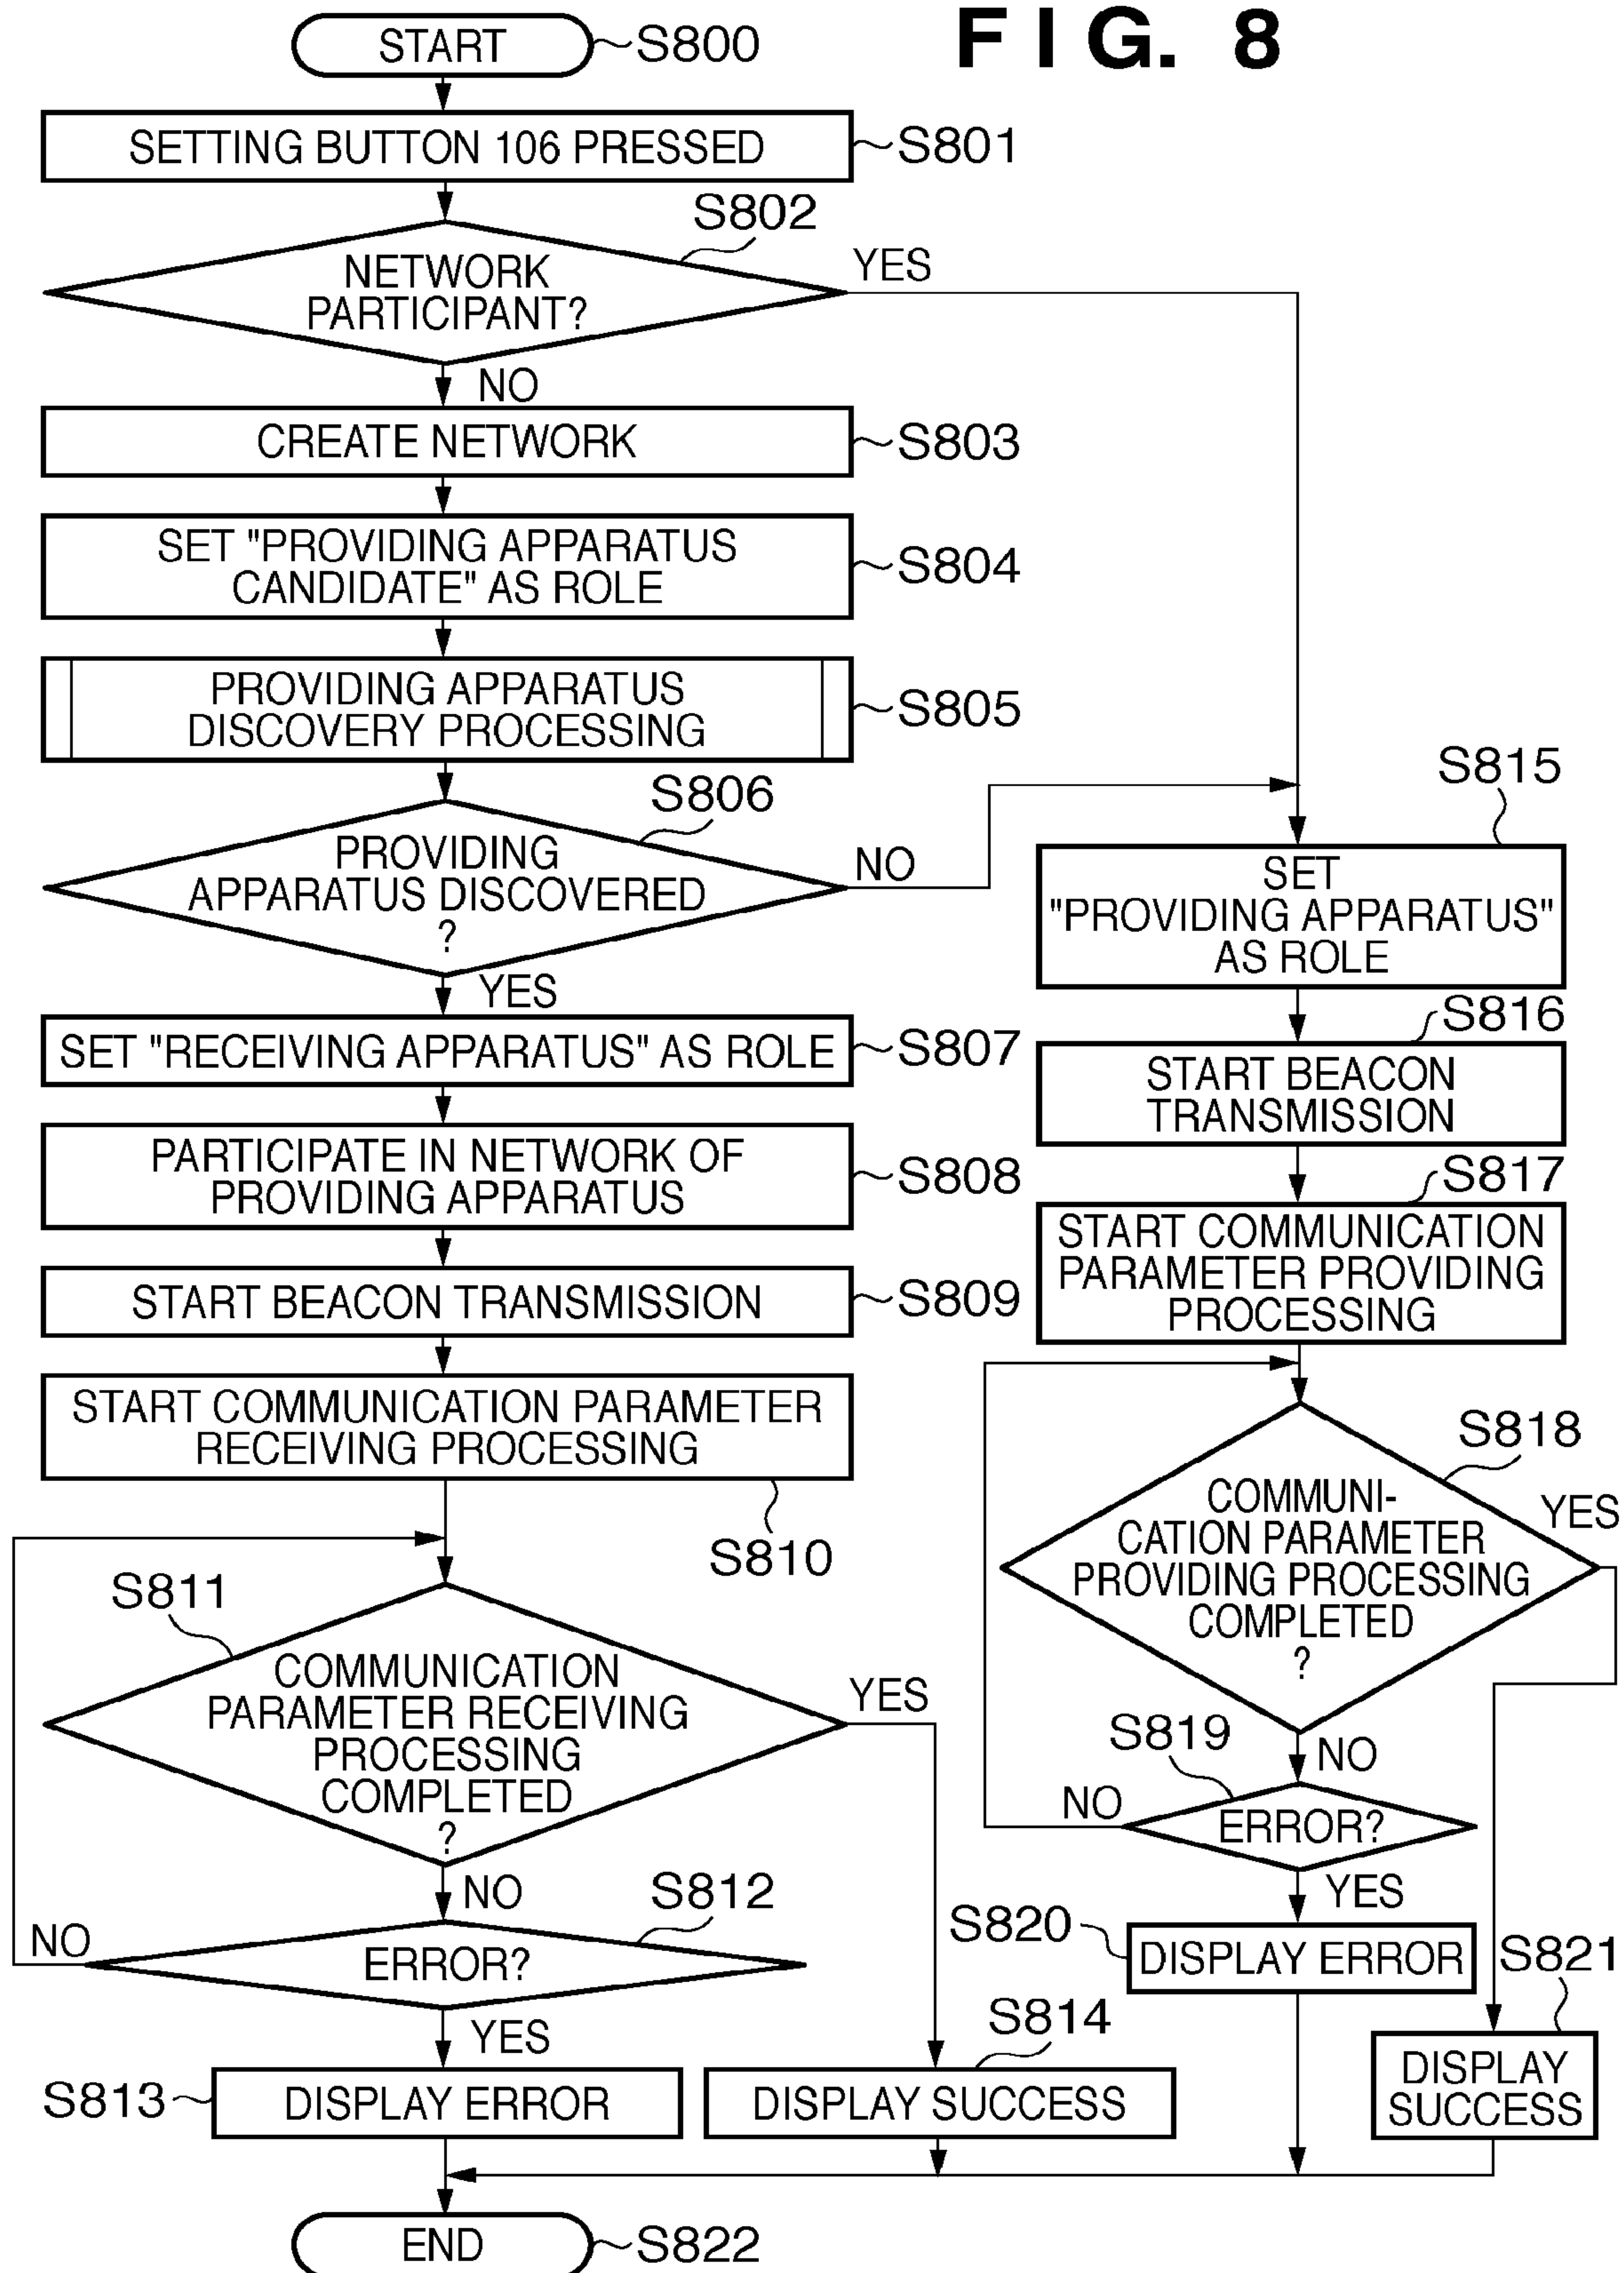 FIG. 8
START
S800
SETTING BUTTON 106 PRESSED
S801
S802
NETWORK
PARTICIPANT?
YES
NO
CREATE NETWORK
S803
SET "PROVIDING APPARATUS
CANDIDATE" AS ROLE
S804
PROVIDING APPARATUS
DISCOVERY PROCESSING
S805
S806
PROVIDING
APPARATUS DISCOVERED
?
NO
YES
SET "RECEIVING APPARATUS" AS ROLE
S807
PARTICIPATE IN NETWORK OF
PROVIDING APPARATUS
S808
START BEACON TRANSMISSION
S809
START COMMUNICATION PARAMETER
RECEIVING PROCESSING
S810
S811
COMMUNICATION
PARAMETER RECEIVING
PROCESSING
COMPLETED
?
YES
NO
S812
NO
ERROR?
YES
S813
DISPLAY ERROR
S814
DISPLAY SUCCESS
S815
SET
"PROVIDING APPARATUS"
AS ROLE
S816
START BEACON
TRANSMISSION
S817
START COMMUNICATION
PARAMETER PROVIDING
PROCESSING
S818
COMMUNI-
CATION PARAMETER
PROVIDING PROCESSING
COMPLETED
?
YES
NO
S819
NO
ERROR?
YES
S820
DISPLAY ERROR
S821
DISPLAY
SUCCESS
END
S822